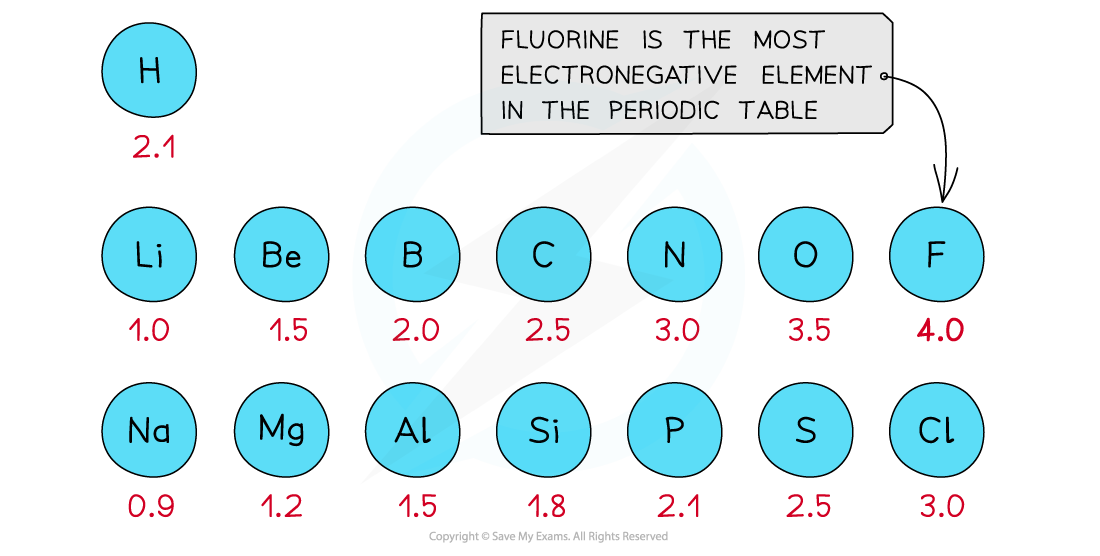 FLUORINE IS THE MOST
ELECTRONEGATIVE ELEMENT
IN THE PERIODIC TABLE
H
2.1
Li Be B C N O F
1.0 1.5 2.0 2.5 3.0 3.5 4.0
Na Mg Al Si P S Cl
0.9 1.2 1.5 1.8 2.1 2.5 3.0
Copyright © Save My Exams. All Rights Reserved